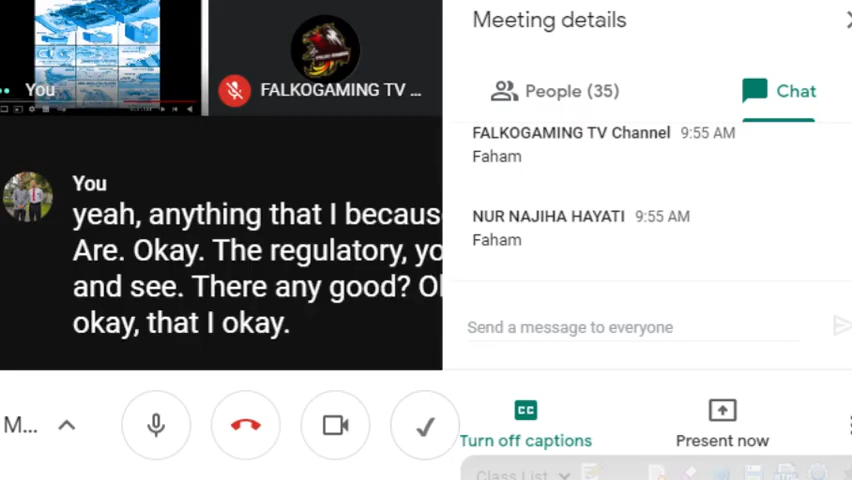 Meeting details
You
FALKOGAMING TV ...
People (35)
Chat
FALKOGAMING TV Channel 9:55 AM
Faham
You
yeah, anything that I becaus
Are. Okay. The regulatory, yo
and see. There any good? O
okay, that I okay.
NUR NAJIHA HAYATI 9:55 AM
Faham
Send a message to everyone
M...
Turn off captions
Present now
Class List